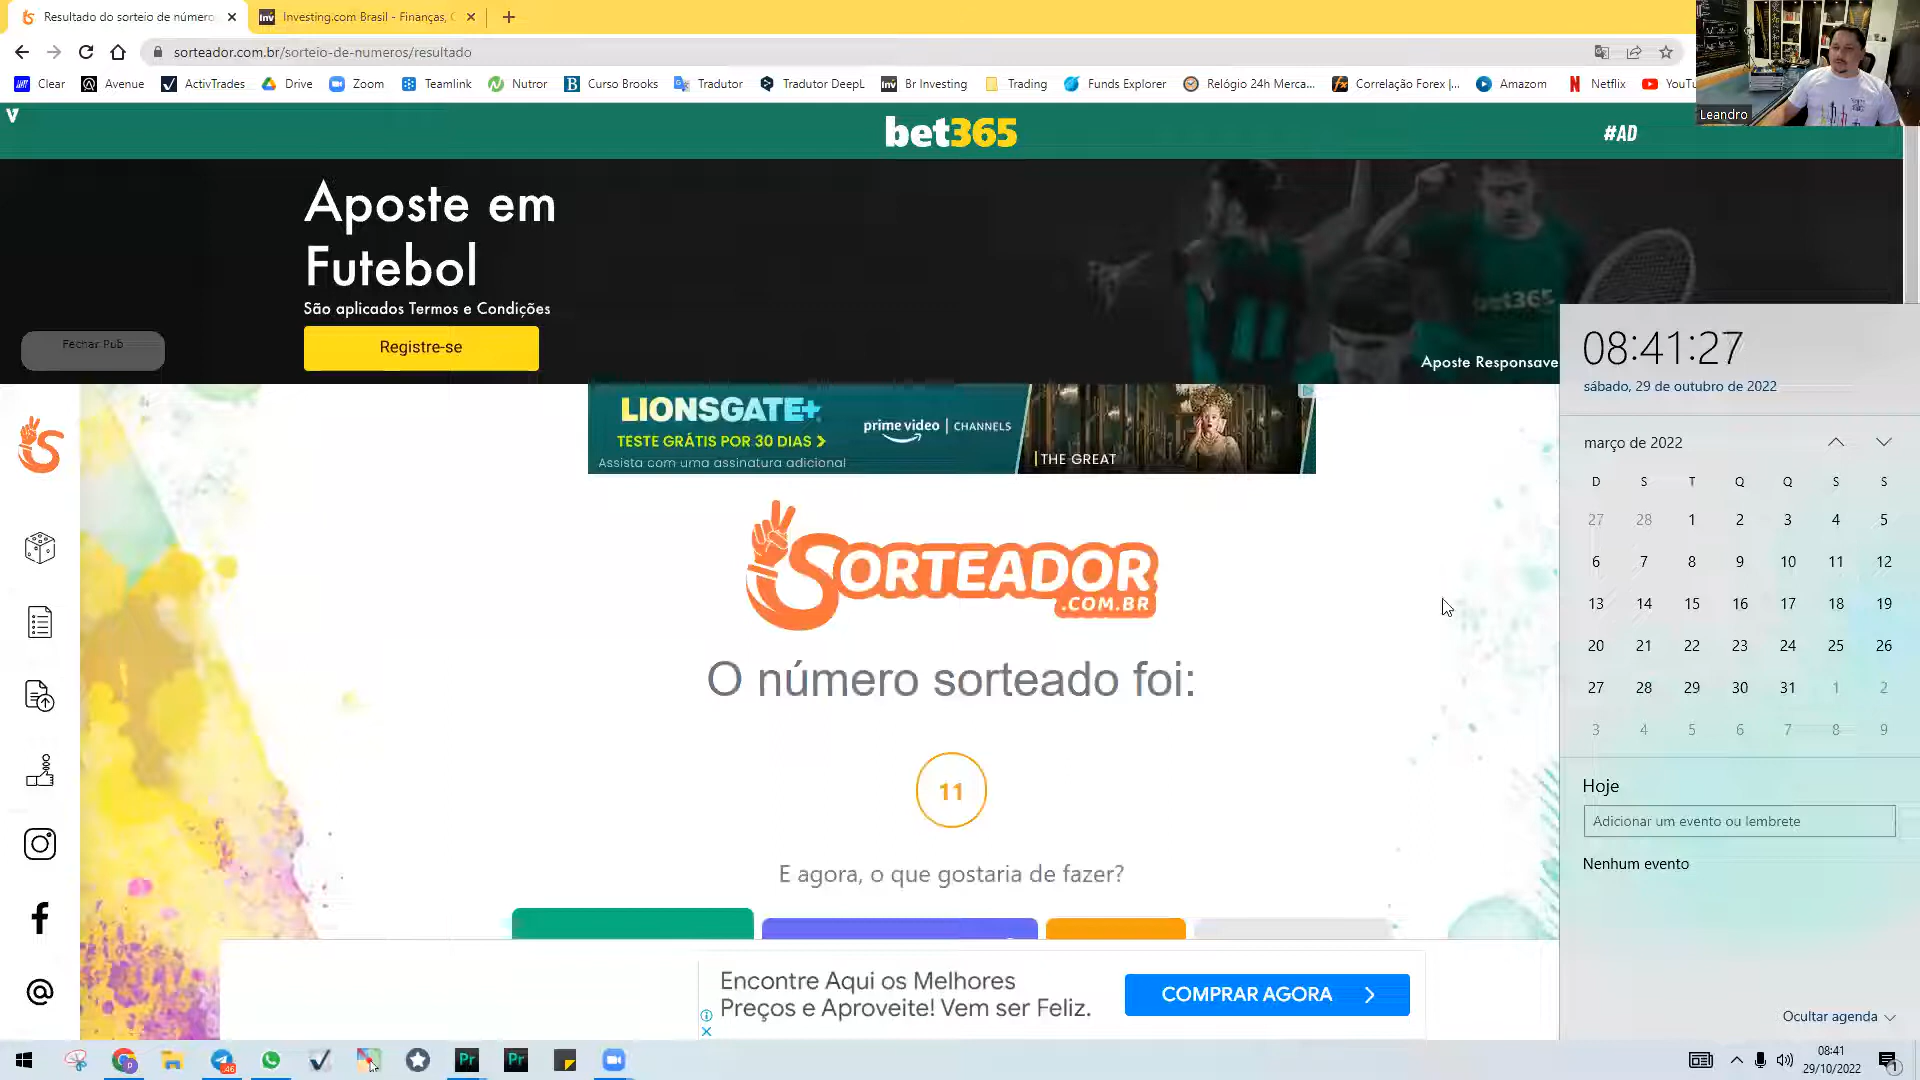 Resultado do sorteio de número
Investing.com Brasil - Finanças, C
sorteador.com.br/sorteio-de-numeros/resultado
Clear
Avenue
ActivTrades
Drive
Zoom
Teamlink
Nutror
Curso Brooks
Tradutor
Tradutor DeepL
Br Investing
Trading
Funds Explorer
Relógio 24h Merca...
Correlação Forex |...
Amazom
Netflix
YouTu
Leandro
V
bet365
#AD
Aposte em
Futebol
São aplicados Termos e Condições
Registre-se
Fechar Pub
bet365
Aposte Responsave
LIONSGATE+
TESTE GRÁTIS POR 30 DIAS
Assista com uma assinatura adicional
prime video | CHANNELS
THE GREAT
SORTEADOR
.COM.BR
O número sorteado foi:
11
E agora, o que gostaria de fazer?
Encontre Aqui os Melhores
Preços e Aproveite! Vem ser Feliz.
COMPRAR AGORA
08:41:27
sábado, 29 de outubro de 2022
março de 2022
D S T Q Q S S
27 28 1 2 3 4 5
6 7 8 9 10 11 12
13 14 15 16 17 18 19
20 21 22 23 24 25 26
27 28 29 30 31 1 2
3 4 5 6 7 8 9
Hoje
Adicionar um evento ou lembrete
Nenhum evento
Ocultar agenda
46
Pr
Pr
08:41
29/10/2022
1